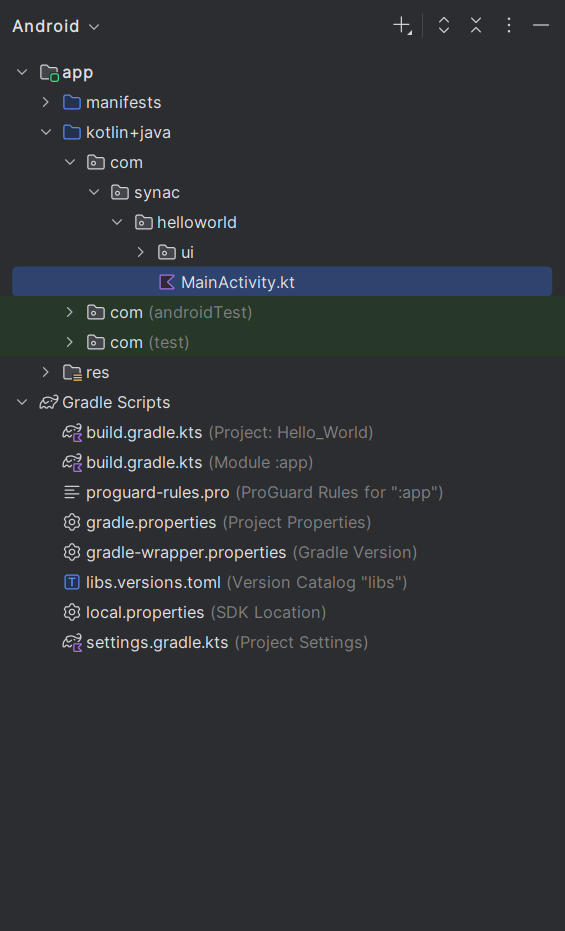 Android
app
manifests
kotlin+java
com
synac
helloworld
ui
MainActivity.kt
com (androidTest)
com (test)
res
Gradle Scripts
build.gradle.kts (Project: Hello_World)
build.gradle.kts (Module :app)
proguard-rules.pro (ProGuard Rules for ":app")
gradle.properties (Project Properties)
gradle-wrapper.properties (Gradle Version)
T libs.versions.toml (Version Catalog "libs")
local.properties (SDK Location)
settings.gradle.kts (Project Settings)